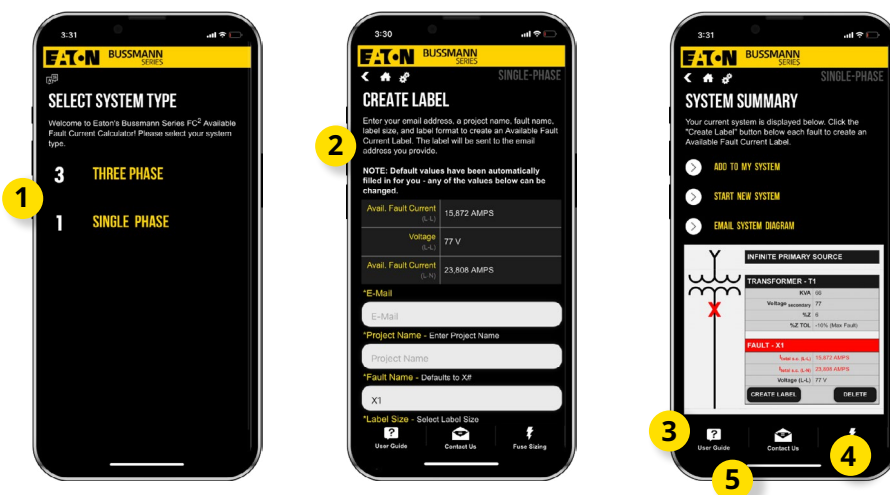 3:31
EATON BUSSMANN
SERIES
SELECT SYSTEM TYPE
Welcome to Eaton's Bussmann Series FC2 Available
Fault Current Calculator! Please select your system
type.
3 THREE PHASE
1
1 SINGLE PHASE
3:30
EATON BUSSMANN
SERIES
SINGLE-PHASE
CREATE LABEL
Enter your email address, a project name, fault name,
label size, and label format to create an Available Fault
Current Label. The label will be sent to the email
address you provide.
2
NOTE: Default values have been automatically
filled in for you - any of the values below can be
changed.
Avail. Fault Current (L-L) 15,872 AMPS
Voltage (L-L) 77 V
Avail. Fault Current (L-N) 23,808 AMPS
*E-Mail
E-Mail
*Project Name - Enter Project Name
Project Name
*Fault Name - Defaults to X#
X1
*Label Size - Select Label Size
User Guide Contact Us Fuse Sizing
3:31
EATON BUSSMANN
SERIES
SINGLE-PHASE
SYSTEM SUMMARY
Your current system is displayed below. Click the
"Create Label" button below each fault to create an
Available Fault Current Label.
ADD TO MY SYSTEM
START NEW SYSTEM
EMAIL SYSTEM DIAGRAM
INFINITE PRIMARY SOURCE
TRANSFORMER - T1
KVA
Voltage secondary 77
%Z 6
%Z TOL -10% (Max Fault)
X
FAULT - X1
Itotal s.c. (L-L) 15,872 AMPS
Itotal s.c. (L-N) 23,808 AMPS
Voltage (L-L) 77 V
CREATE LABEL DELETE
3
User Guide Contact Us
4
5